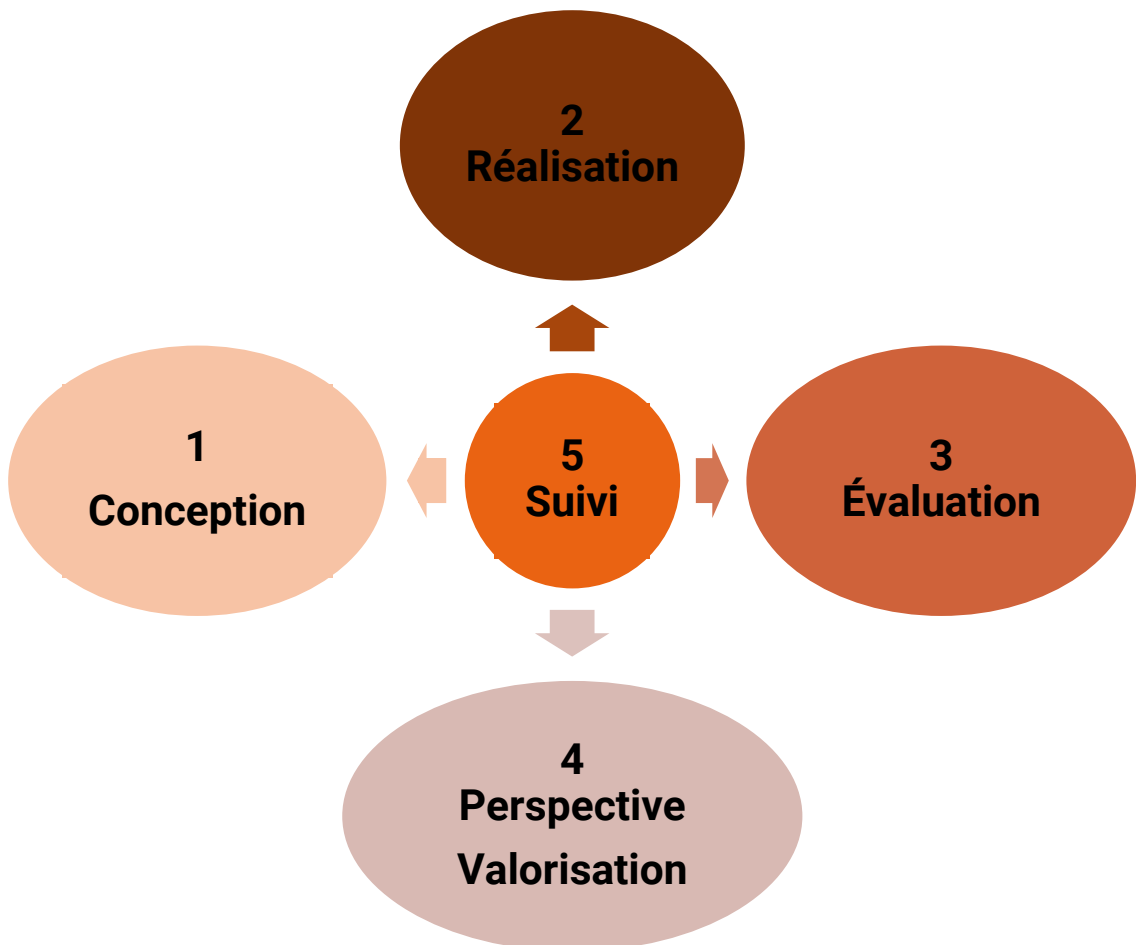 2
Réalisation
1
Conception
5
Suivi
3
Évaluation
4
Perspective
Valorisation